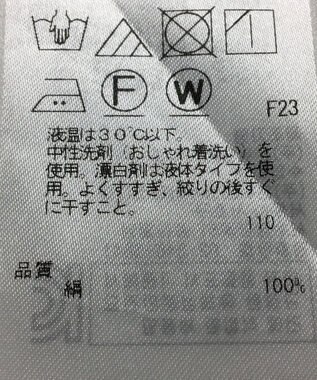 F W
F23
液温は30℃以下
中性洗剤（おしゃれ着洗い）を
使用。漂白剤は液体タイプを使
用。よくすすぎ、絞りの後すぐ
に干すこと。
110
品質
絹 100%